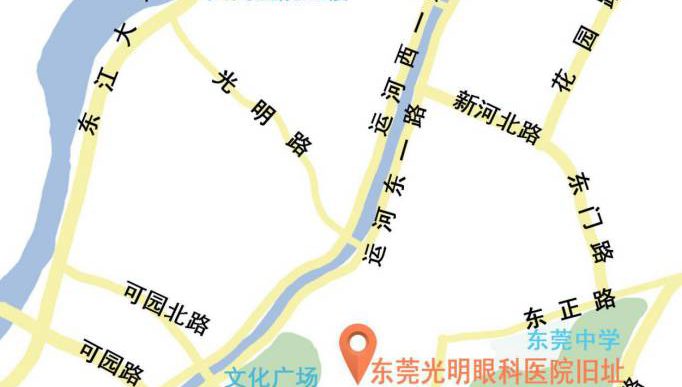 东江大
光明路
运河西一
运河东一路
新河北路
花园路
东门路
东正路
可园北路
可园路
东莞中学
文化广场
东莞光明眼科医院旧址
路